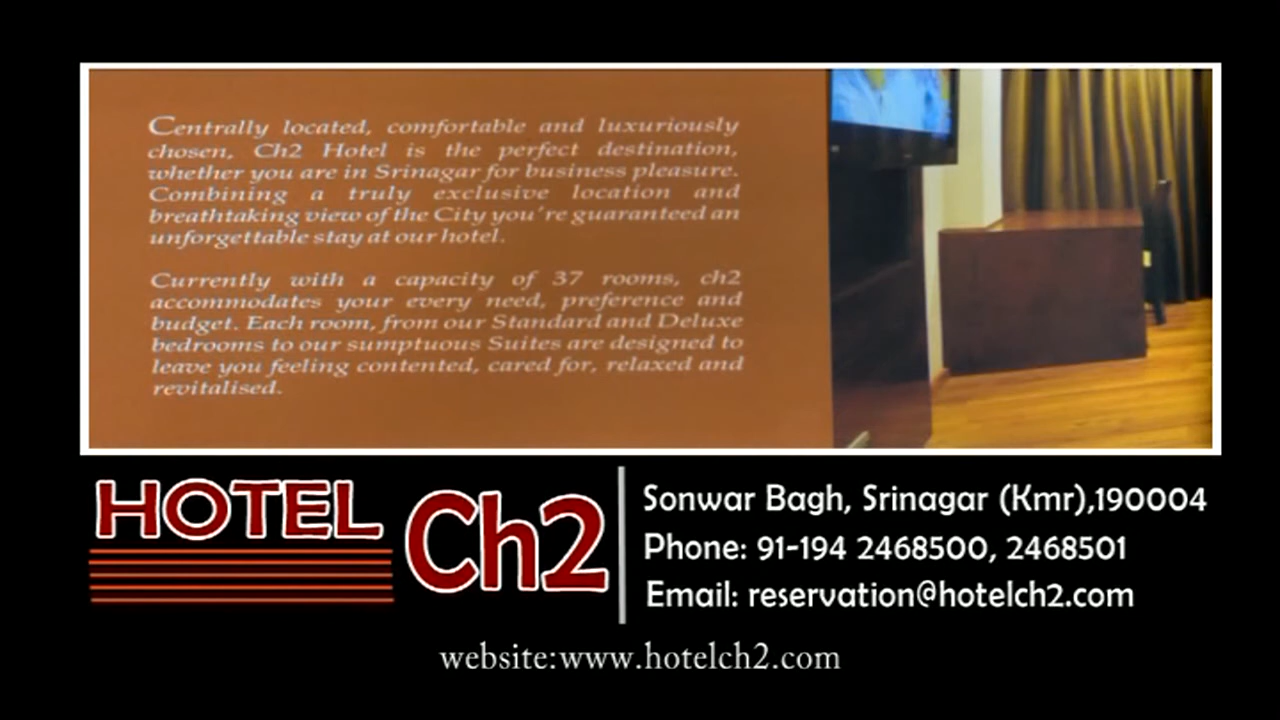 Centrally located, comfortable and luxuriously
chosen, Ch2 Hotel is the perfect destination,
whether you are in Srinagar for business pleasure.
Combining a truly exclusive location and
breathtaking view of the City you're guaranteed an
unforgettable stay at our hotel.
Currently with a capacity of 37 rooms, ch2
accommodates your every need, preference and
budget. Each room, from our Standard and Deluxe
bedrooms to our sumptuous Suites are designed to
leave you feeling contented, cared for, relaxed and
revitalised.
HOTEL Ch2
Sonwar Bagh, Srinagar (Kmr),190004
Phone: 91-194 2468500, 2468501
Email: reservation@hotelch2.com
website:www.hotelch2.com